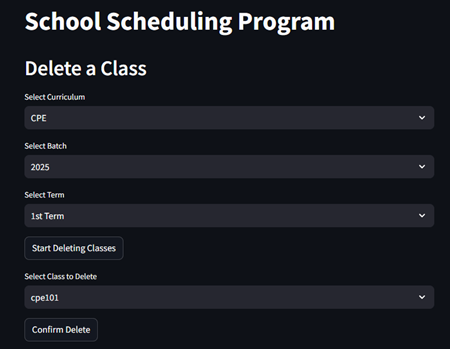 School Scheduling Program
Delete a Class
Select Curriculum
CPE
Select Batch
2025
Select Term
1st Term
Start Deleting Classes
Select Class to Delete
cpe101
Confirm Delete